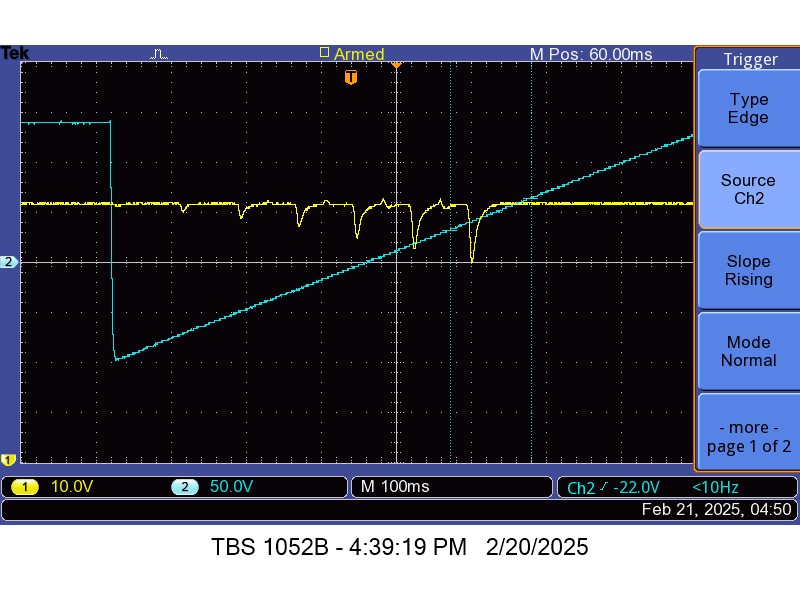 Tek
Armed
M Pos: 60.00ms
Trigger
T
Type
Edge
Source
Ch2
Slope
Rising
Mode
Normal
- more -
page 1 of 2
2
1
1 10.0V
2 50.0V
M 100ms
Ch2 -22.0V <10Hz
Feb 21, 2025, 04:50
TBS 1052B - 4:39:19 PM 2/20/2025